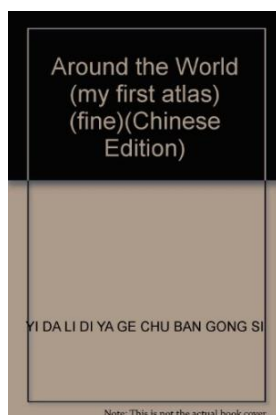 Around the World
(my first atlas)
(fine)(Chinese
Edition)
YI DA LI DI YA GE CHU BAN GONG SI
Note: This is not the actual book cover